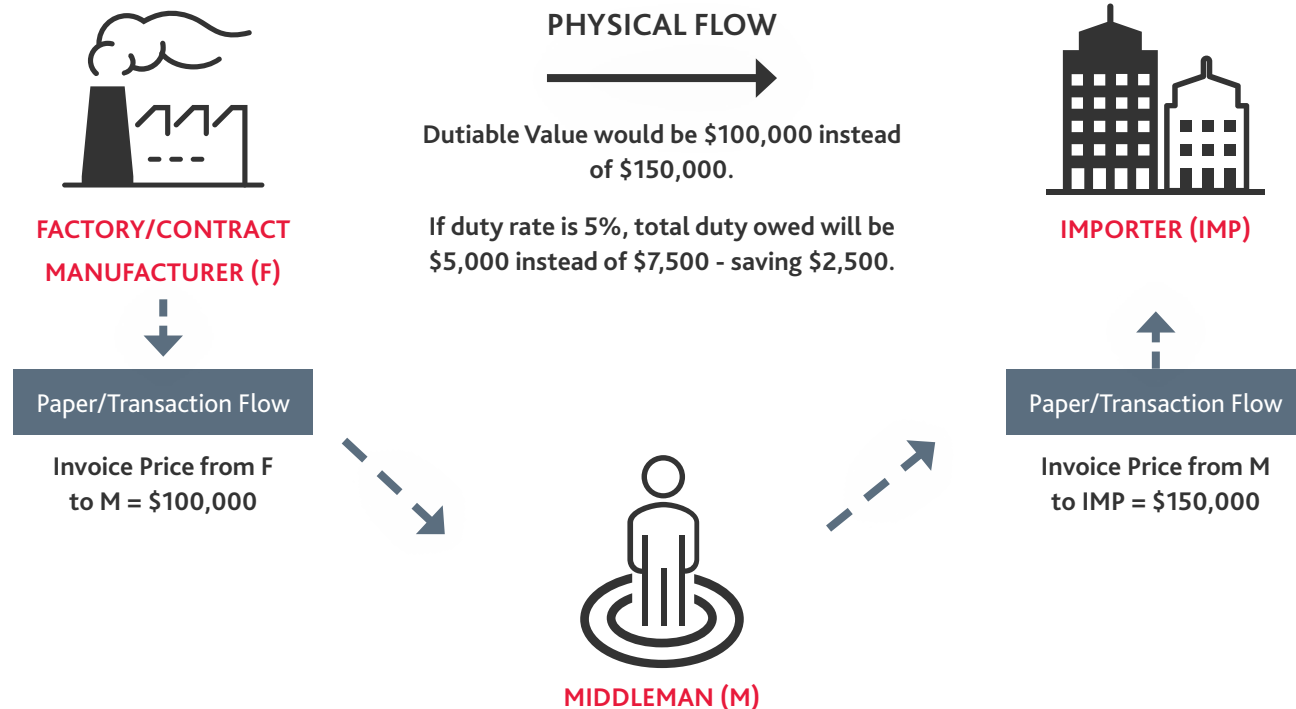 PHYSICAL FLOW
Dutiable Value would be $100,000 instead
of $150,000.
If duty rate is 5%, total duty owed will be
$5,000 instead of $7,500 - saving $2,500.
FACTORY/CONTRACT
MANUFACTURER (F)
IMPORTER (IMP)
Paper/Transaction Flow
Invoice Price from F
to M = $100,000
Paper/Transaction Flow
Invoice Price from M
to IMP = $150,000
MIDDLEMAN (M)